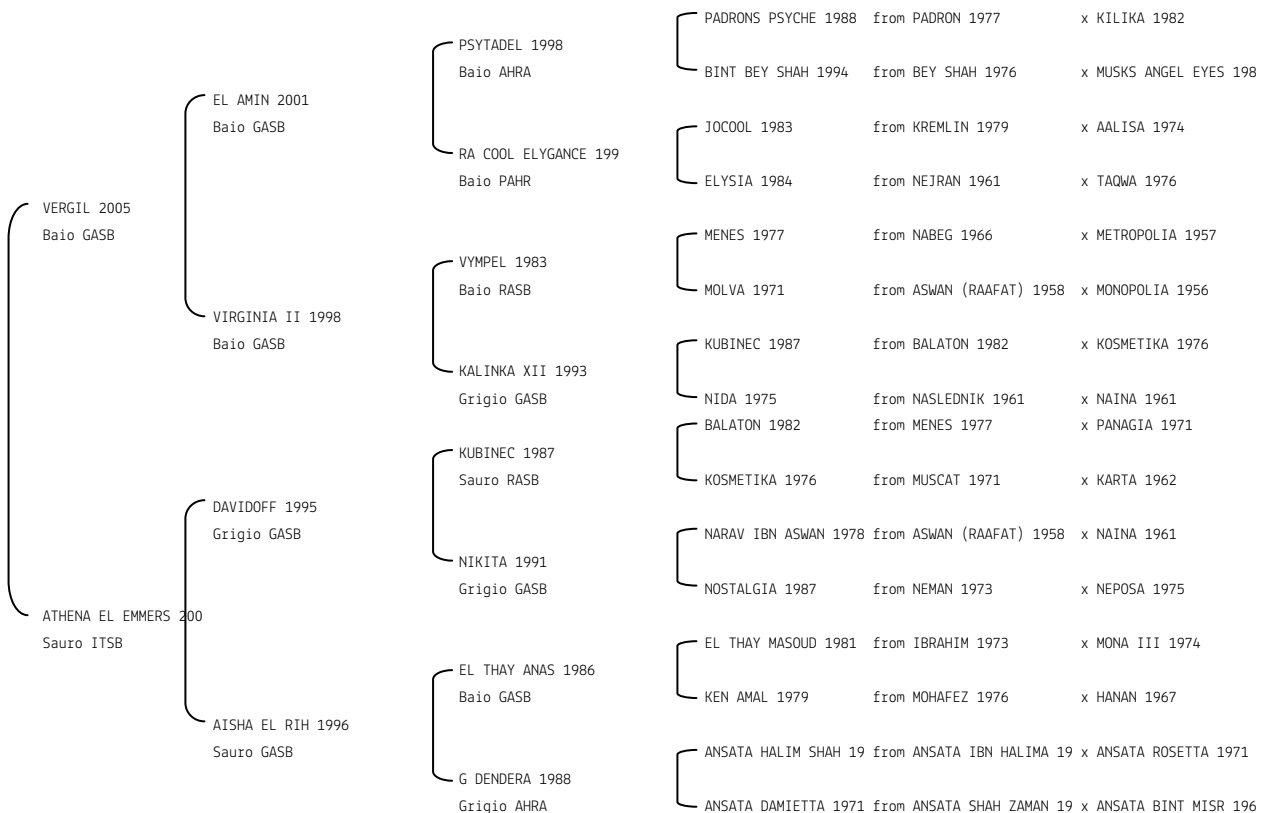 PADRONS PSYCHE 1988 from PADRON 1977 x KILIKA 1982
PSYTADEL 1998
Baio AHRA
BINT BEY SHAH 1994 from BEY SHAH 1976 x MUSKS ANGEL EYES 198
EL AMIN 2001
Baio GASB
JOCOOL 1983 from KREMLIN 1979 x AALISA 1974
RA COOL ELYGANCE 199
Baio PAHR
ELYSIA 1984 from NEJRAN 1961 x TAQWA 1976
VERGIL 2005
Baio GASB
MENES 1977 from NABEG 1966 x METROPOLIA 1957
VYMPEL 1983
Baio RASB
MOLVA 1971 from ASWAN (RAAFAT) 1958 x MONOPOLIA 1956
VIRGINIA II 1998
Baio GASB
KUBINEC 1987 from BALATON 1982 x KOSMETIKA 1976
KALINKA XII 1993
Grigio GASB
NIDA 1975 from NASLEDNIK 1961 x NAINA 1961
BALATON 1982 from MENES 1977 x PANAGIA 1971
KUBINEC 1987
Sauro RASB
KOSMETIKA 1976 from MUSCAT 1971 x KARTA 1962
DAVIDOFF 1995
Grigio GASB
NARAV IBN ASWAN 1978 from ASWAN (RAAFAT) 1958 x NAINA 1961
NIKITA 1991
Grigio GASB
NOSTALGIA 1987 from NEMAN 1973 x NEPOSA 1975
ATHENA EL EMMERS 200
Sauro ITSB
EL THAY MASOUD 1981 from IBRAHIM 1973 x MONA III 1974
EL THAY ANAS 1986
Baio GASB
KEN AMAL 1979 from MOHAFEZ 1976 x HANAN 1967
AISHA EL RIH 1996
Sauro GASB
ANSATA HALIM SHAH 19 from ANSATA IBN HALIMA 19 x ANSATA ROSETTA 1971
G DENDERA 1988
Grigio AHRA
ANSATA DAMIETTA 1971 from ANSATA SHAH ZAMAN 19 x ANSATA BINT MISR 196